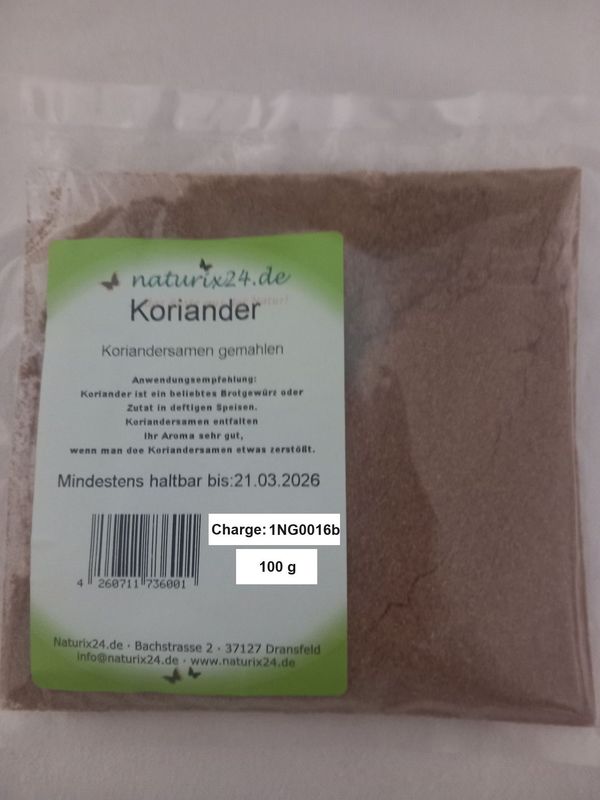 naturix24.de
Koriander
Koriandersamen gemahlen
Anwendungsempfehlung:
Koriander ist ein beliebtes Brotgewürz oder
Zutat in deftigen Speisen.
Koriandersamen entfalten
Ihr Aroma sehr gut,
wenn man doe Koriandersamen etwas zerstößt.
Mindestens haltbar bis:21.03.2026
Charge: 1NG0016b
100 g
4 260711 736001
Naturix24.de · Bachstrasse 2 · 37127 Dransfeld
info@naturix24.de · www.naturix24.de